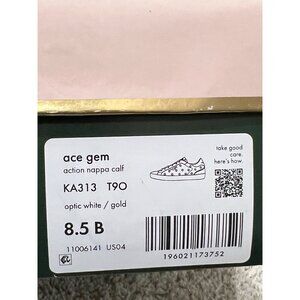 ace gem
action nappa calf
KA313 T9O
optic white / gold
8.5 B
11006141 US04
take good
care.
here's how.
196021173752